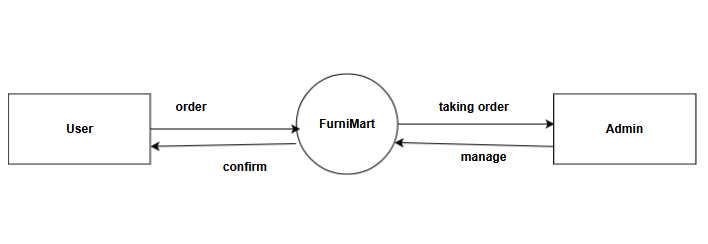 order
taking order
User
FurniMart
Admin
confirm
manage